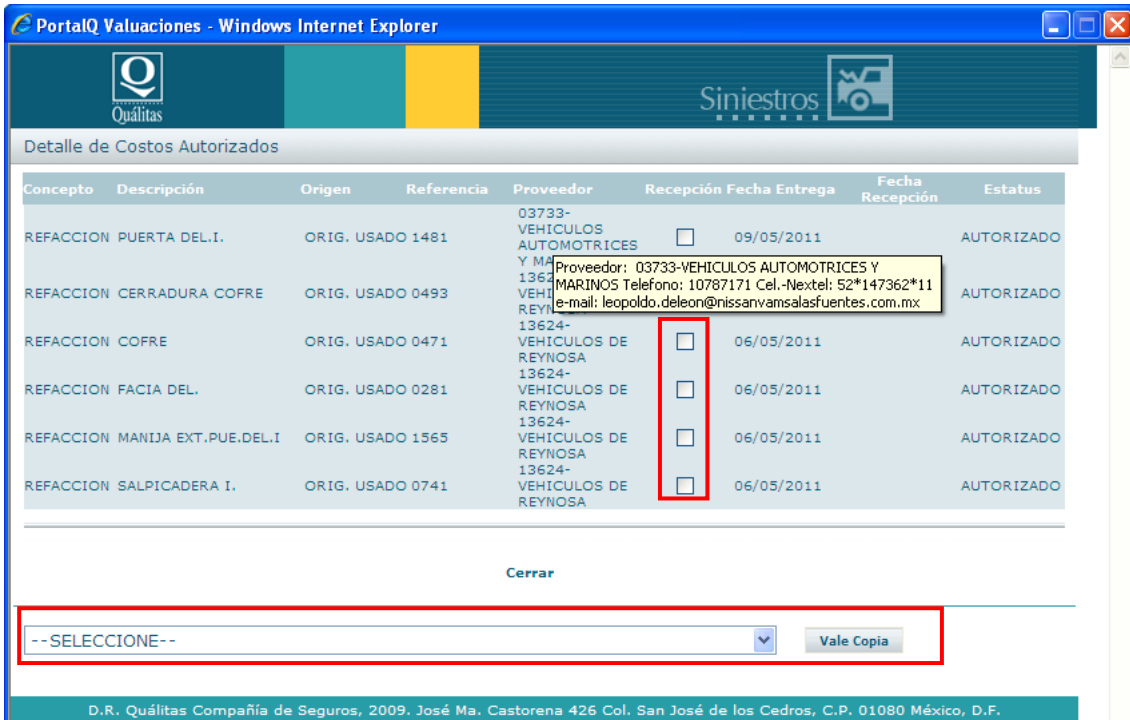 PortalQ Valuaciones - Windows Internet Explorer
Q
Quálitas
Siniestros
Detalle de Costos Autorizados
Concepto Descripción Origen Referencia Proveedor Recepción Fecha Entrega Fecha Recepción Estatus
REFACCION PUERTA DEL.I. ORIG. USADO 1481 03733-VEHICULOS AUTOMOTRICES Y MA 09/05/2011 AUTORIZADO
Proveedor: 03733-VEHICULOS AUTOMOTRICES Y
MARINOS Telefono: 10787171 Cel.-Nextel: 52*147362*11
e-mail: leopoldo.deleon@nissanvamsalasfuentes.com.mx
REFACCION CERRADURA COFRE ORIG. USADO 0493 1362 VEHI REYN AUTORIZADO
REFACCION COFRE ORIG. USADO 0471 13624-VEHICULOS DE REYNOSA 06/05/2011 AUTORIZADO
REFACCION FACIA DEL. ORIG. USADO 0281 13624-VEHICULOS DE REYNOSA 06/05/2011 AUTORIZADO
REFACCION MANIJA EXT.PUE.DEL.I ORIG. USADO 1565 13624-VEHICULOS DE REYNOSA 06/05/2011 AUTORIZADO
REFACCION SALPICADERA I. ORIG. USADO 0741 13624-VEHICULOS DE REYNOSA 06/05/2011 AUTORIZADO
Cerrar
--SELECCIONE--
Vale Copia
D.R. Quálitas Compañía de Seguros, 2009. José Ma. Castorena 426 Col. San José de los Cedros, C.P. 01080 México, D.F.